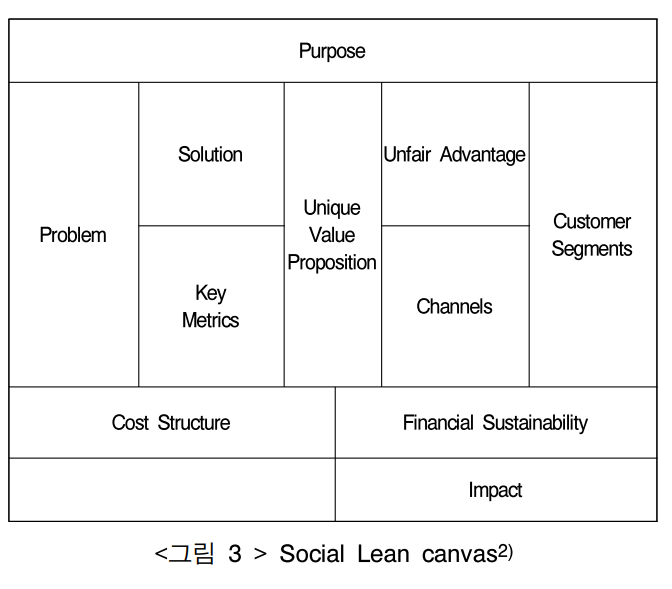 Purpose
Problem
Solution
Key
Metrics
Unique
Value
Proposition
Unfair Advantage
Channels
Customer
Segments
Cost Structure
Financial Sustainability
Impact
<그림 3 > Social Lean canvas2)